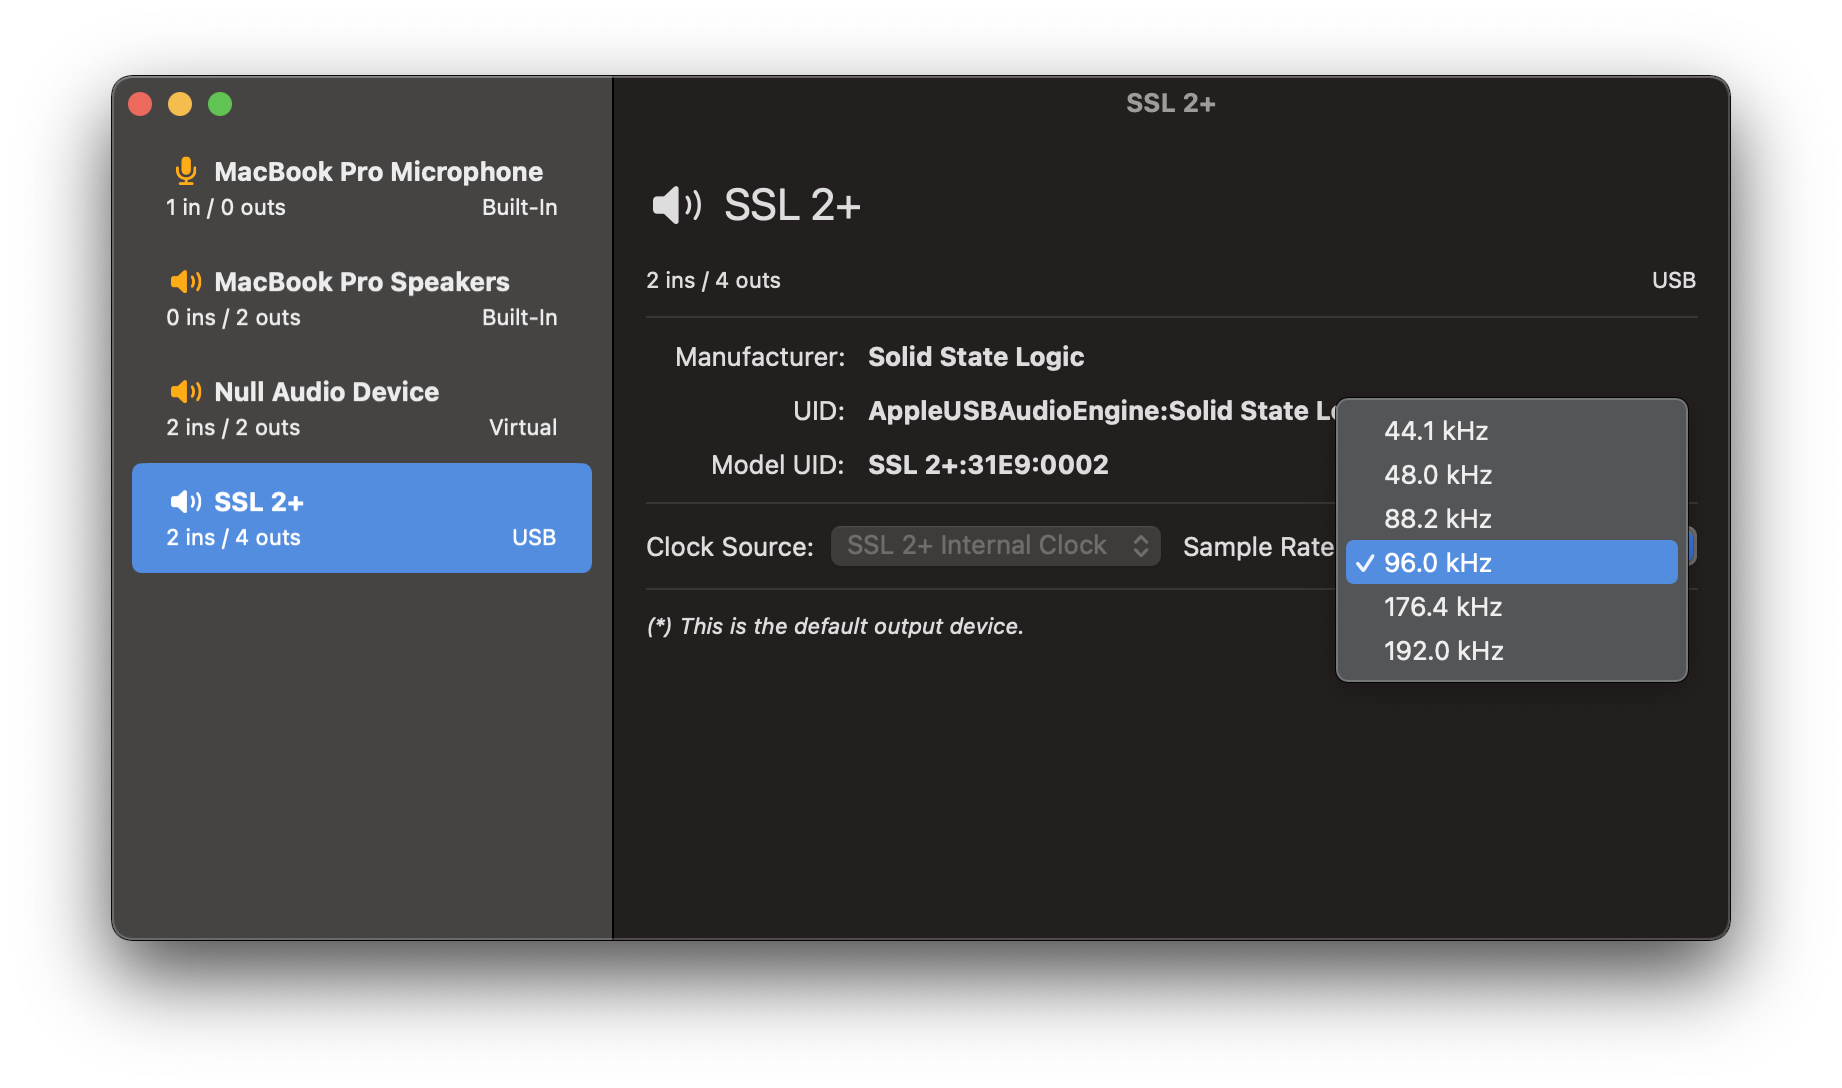 SSL 2+
MacBook Pro Microphone
1 in / 0 outs Built-In
MacBook Pro Speakers
0 ins / 2 outs Built-In
Null Audio Device
2 ins / 2 outs Virtual
SSL 2+
2 ins / 4 outs USB
SSL 2+
2 ins / 4 outs USB
Manufacturer: Solid State Logic
UID: AppleUSBAudioEngine:Solid State
Model UID: SSL 2+:31E9:0002
Clock Source: SSL 2+ Internal Clock Sample Rate
44.1 kHz
48.0 kHz
88.2 kHz
✓ 96.0 kHz
176.4 kHz
192.0 kHz
(*) This is the default output device.